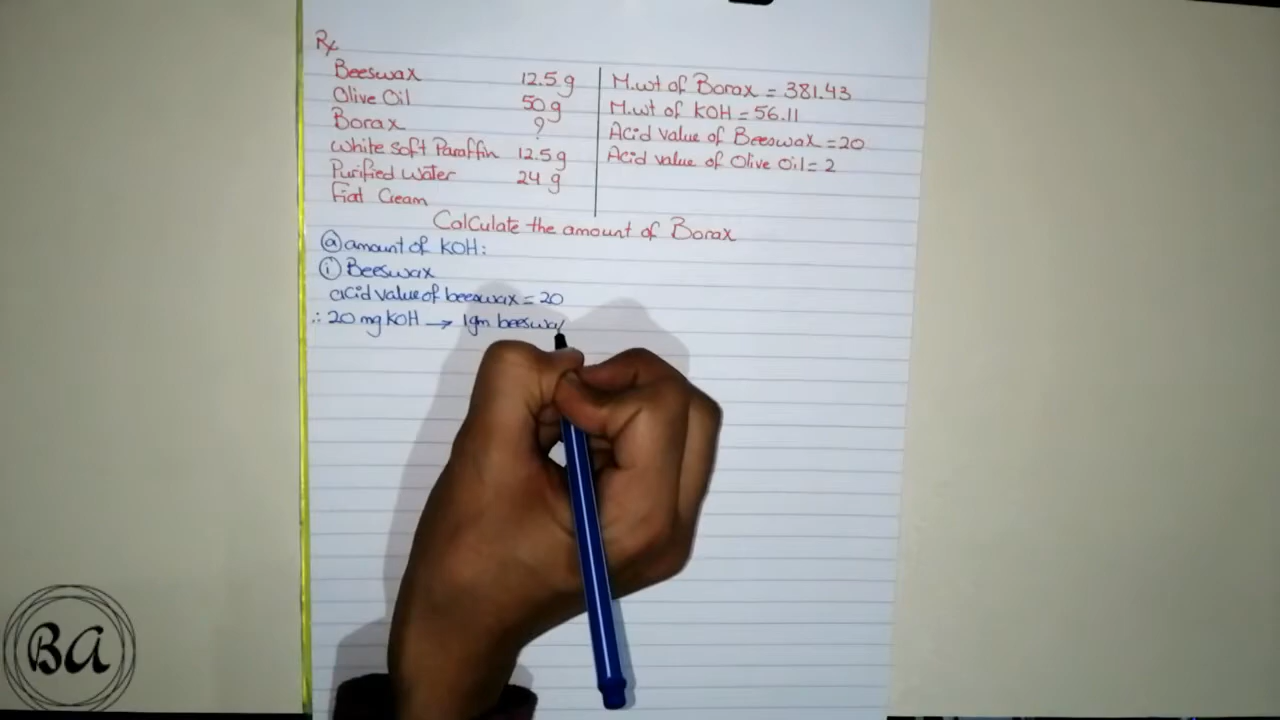 Rx
Beeswax 12.5 g
Olive Oil 50 g
Borax ?
White Soft Paraffin 12.5 g
Purified Water 24 g
Fiat Cream
M.wt of Borax = 381.43
M.wt of KOH = 56.11
Acid Value of Beeswax = 20
Acid value of Olive Oil = 2
Calculate the amount of Borax
ⓐ amount of KOH:
ⓘ Beeswax
acid value of beeswax = 20
∴ 20 mg KOH → 1gm beeswax
BA